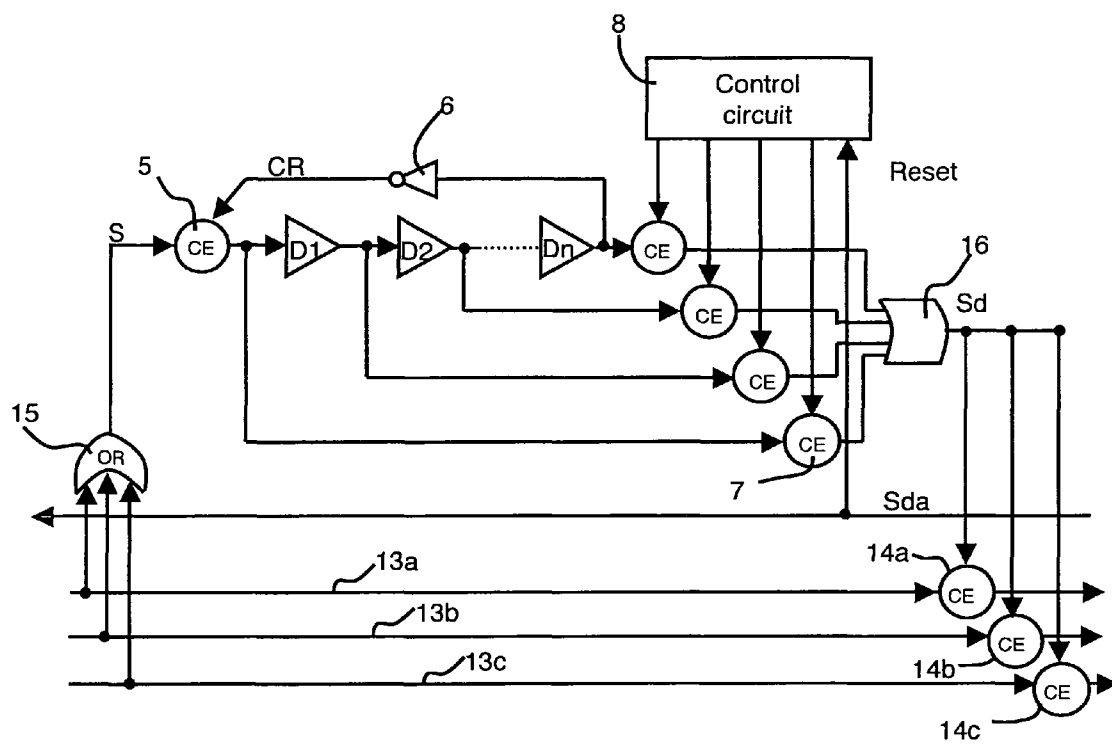 8
Control
circuit
6
5
CR
Reset
S
CE
D1
D2
Dn
CE
16
Sd
CE
CE
15
OR
CE
7
Sda
13a
14a
CE
13b
CE
13c
14b
CE
14c